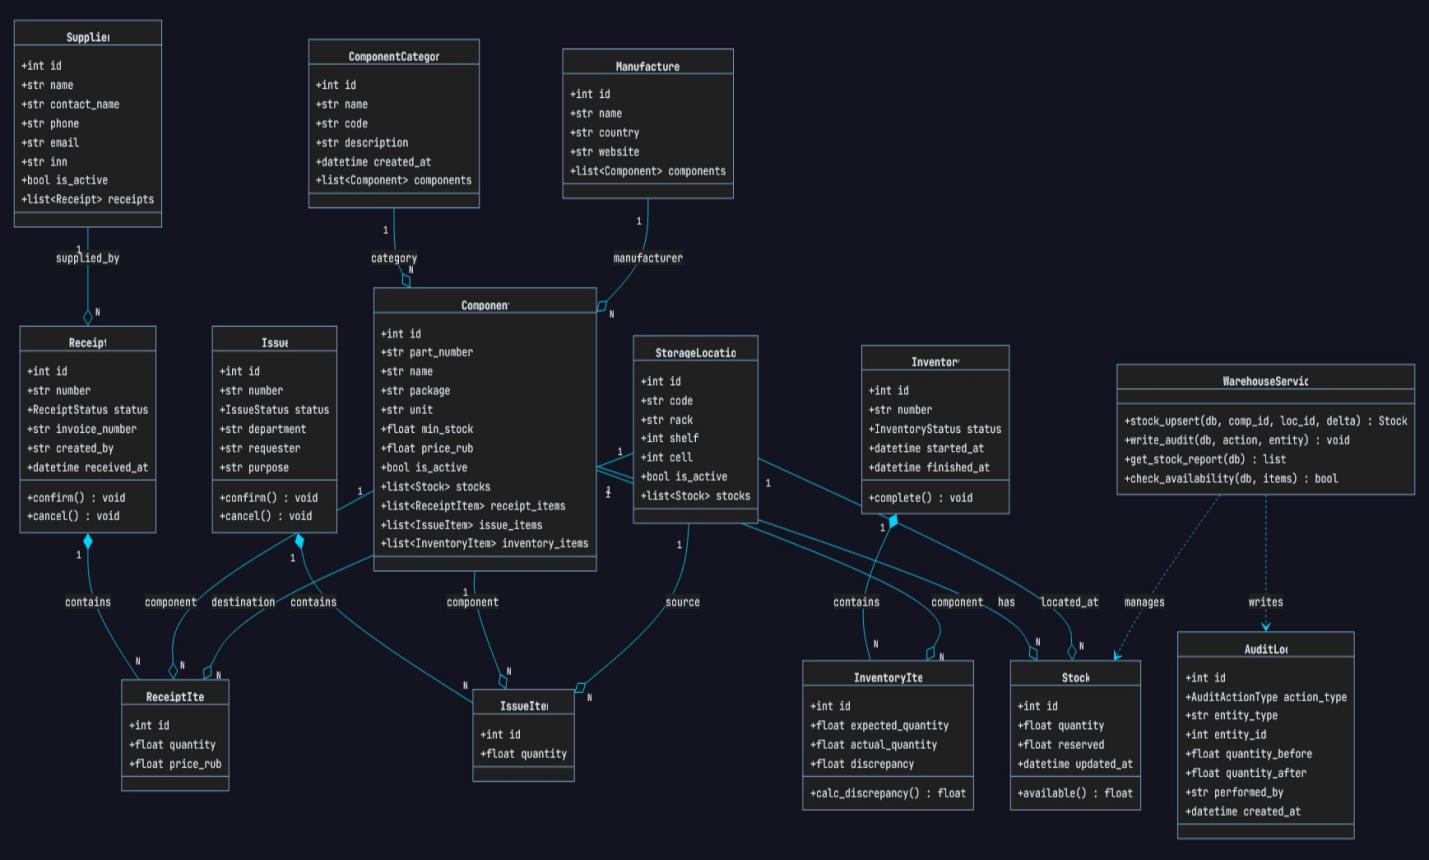 Supplie
+int id
+str name
+str contact_name
+str phone
+str email
+str inn
+bool is_active
+list<Receipt> receipts
ComponentCategor
+int id
+str name
+str code
+str description
+datetime created_at
+list<Component> components
Manufacture
+int id
+str name
+str country
+str website
+list<Component> components
1
supplied_by
N
1
category
N
1
manufacturer
N
Receip
+int id
+str number
+ReceiptStatus status
+str invoice_number
+str created_by
+datetime received_at
+confirm() : void
+cancel() : void
Issue
+int id
+str number
+IssueStatus status
+str department
+str requester
+str purpose
+confirm() : void
+cancel() : void
Componen
+int id
+str part_number
+str name
+str package
+str unit
+float min_stock
+float price_rub
+bool is_active
+list<Stock> stocks
+list<ReceiptItem> receipt_items
+list<IssueItem> issue_items
+list<InventoryItem> inventory_items
StorageLocatio
+int id
+str code
+str rack
+int shelf
+int cell
+bool is_active
+list<Stock> stocks
Inventor
+int id
+str number
+InventoryStatus status
+datetime started_at
+datetime finished_at
+complete() : void
WarehouseServic
+stock_upsert(db, comp_id, loc_id, delta) : Stock
+write_audit(db, action, entity) : void
+get_stock_report(db) : list
+check_availability(db, items) : bool
1
1
1
1
1
1
1
1
1
1
contains
component
destination
contains
component
source
contains
component
has
located_at
manages
writes
N
N
N
N
N
N
N
N
N
N
ReceiptIte
+int id
+float quantity
+float price_rub
IssueIte
+int id
+float quantity
InventoryIte
+int id
+float expected_quantity
+float actual_quantity
+float discrepancy
+calc_discrepancy() : float
Stock
+int id
+float quantity
+float reserved
+datetime updated_at
+available() : float
AuditLo
+int id
+AuditActionType action_type
+str entity_type
+int entity_id
+float quantity_before
+float quantity_after
+str performed_by
+datetime created_at